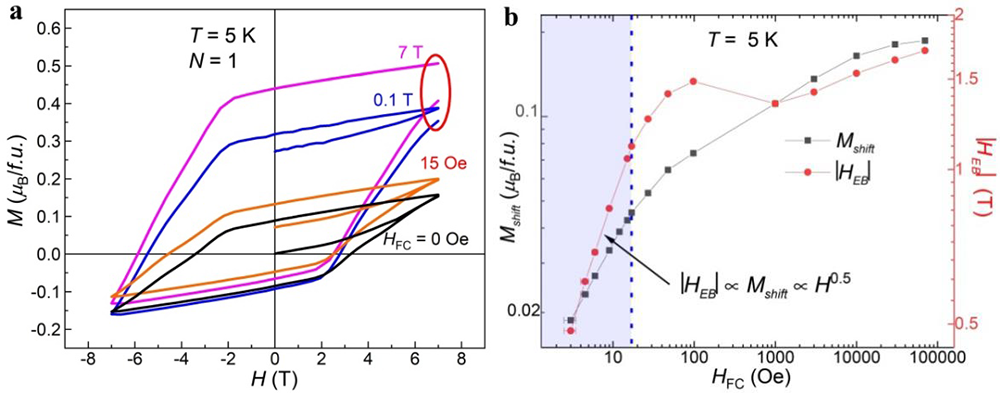 a
T = 5 K
N = 1
7 T
0.1 T
15 Oe
H_FC = 0 Oe
M (μ_B/f.u.)
0.6
0.5
0.4
0.3
0.2
0.1
0.0
-0.1
-0.2
-8 -6 -4 -2 0 2 4 6 8
H (T)
b
T = 5 K
M_shift (μ_B/f.u.)
0.1
0.02
M_shift
|H_EB|
|H_EB| ∝ M_shift ∝ H^0.5
10 100 1000 10000 100000
H_FC (Oe)
2
1.5
1
0.5
|H_EB| (T)